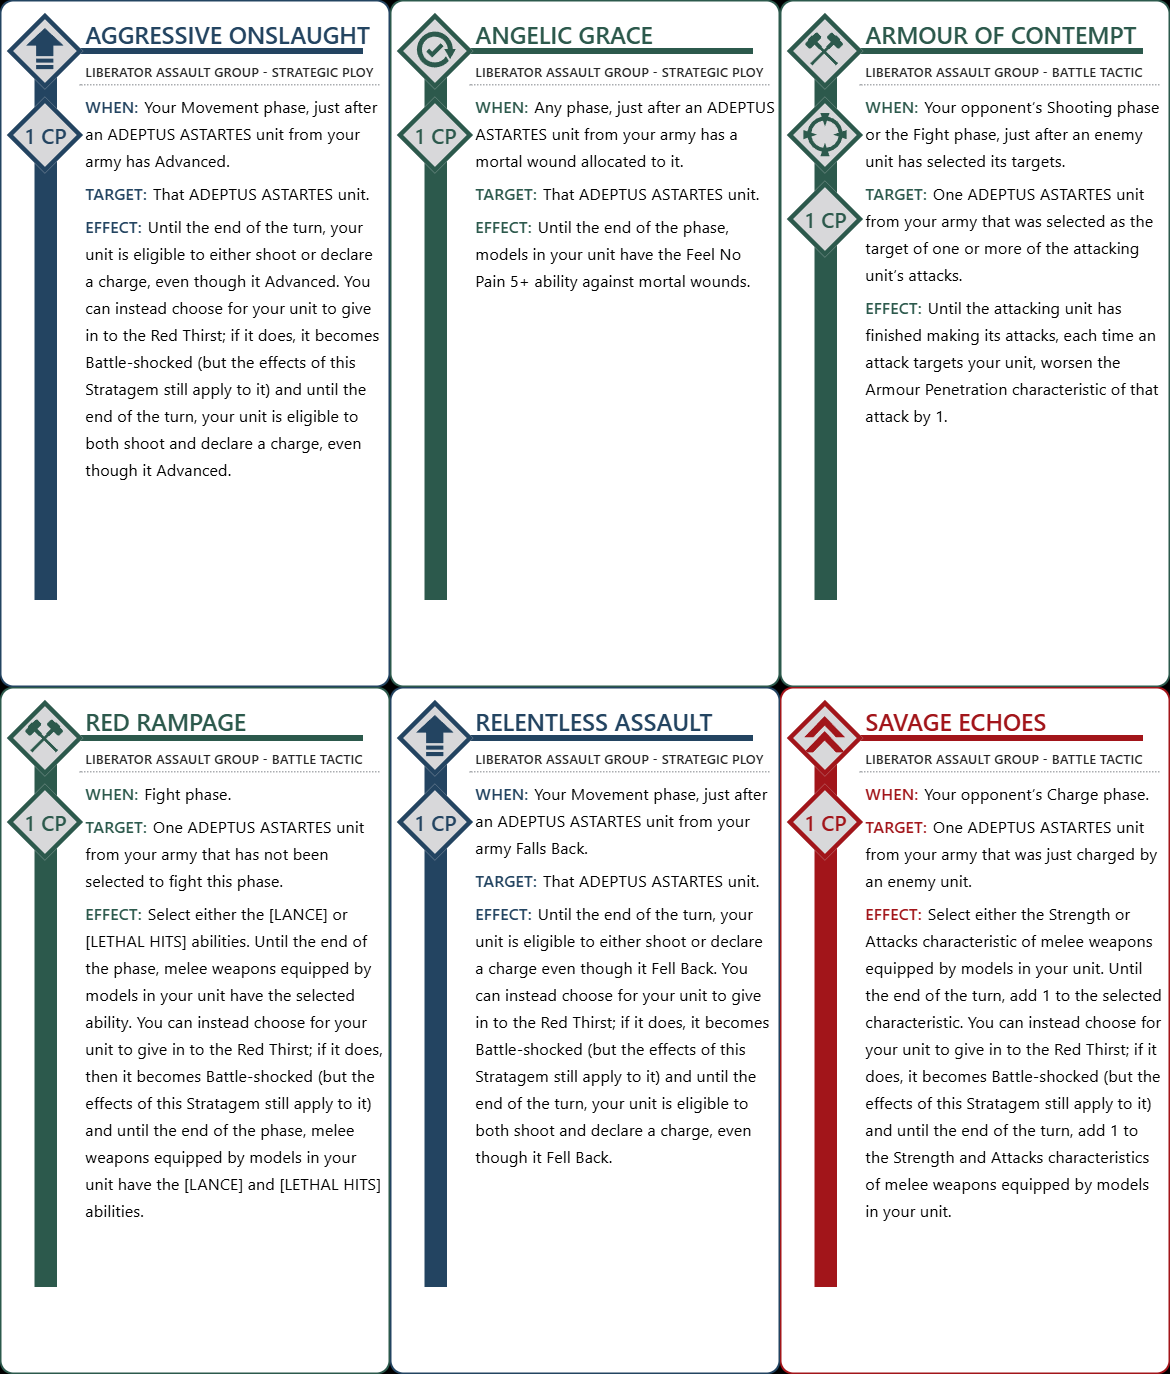 AGGRESSIVE ONSLAUGHT
LIBERATOR ASSAULT GROUP - STRATEGIC PLOY
1 CP
WHEN: Your Movement phase, just after
an ADEPTUS ASTARTES unit from your
army has Advanced.
TARGET: That ADEPTUS ASTARTES unit.
EFFECT: Until the end of the turn, your
unit is eligible to either shoot or declare
a charge, even though it Advanced. You
can instead choose for your unit to give
in to the Red Thirst; if it does, it becomes
Battle-shocked (but the effects of this
Stratagem still apply to it) and until the
end of the turn, your unit is eligible to
both shoot and declare a charge, even
though it Advanced.
ANGELIC GRACE
LIBERATOR ASSAULT GROUP - STRATEGIC PLOY
1 CP
WHEN: Any phase, just after an ADEPTUS
ASTARTES unit from your army has a
mortal wound allocated to it.
TARGET: That ADEPTUS ASTARTES unit.
EFFECT: Until the end of the phase,
models in your unit have the Feel No
Pain 5+ ability against mortal wounds.
ARMOUR OF CONTEMPT
LIBERATOR ASSAULT GROUP - BATTLE TACTIC
1 CP
WHEN: Your opponent's Shooting phase
or the Fight phase, just after an enemy
unit has selected its targets.
TARGET: One ADEPTUS ASTARTES unit
from your army that was selected as the
target of one or more of the attacking
unit's attacks.
EFFECT: Until the attacking unit has
finished making its attacks, each time an
attack targets your unit, worsen the
Armour Penetration characteristic of that
attack by 1.
RED RAMPAGE
LIBERATOR ASSAULT GROUP - BATTLE TACTIC
1 CP
WHEN: Fight phase.
TARGET: One ADEPTUS ASTARTES unit
from your army that has not been
selected to fight this phase.
EFFECT: Select either the [LANCE] or
[LETHAL HITS] abilities. Until the end of
the phase, melee weapons equipped by
models in your unit have the selected
ability. You can instead choose for your
unit to give in to the Red Thirst; if it does,
then it becomes Battle-shocked (but the
effects of this Stratagem still apply to it)
and until the end of the phase, melee
weapons equipped by models in your
unit have the [LANCE] and [LETHAL HITS]
abilities.
RELENTLESS ASSAULT
LIBERATOR ASSAULT GROUP - STRATEGIC PLOY
1 CP
WHEN: Your Movement phase, just after
an ADEPTUS ASTARTES unit from your
army Falls Back.
TARGET: That ADEPTUS ASTARTES unit.
EFFECT: Until the end of the turn, your
unit is eligible to either shoot or declare
a charge even though it Fell Back. You
can instead choose for your unit to give
in to the Red Thirst; if it does, it becomes
Battle-shocked (but the effects of this
Stratagem still apply to it) and until the
end of the turn, your unit is eligible to
both shoot and declare a charge, even
though it Fell Back.
SAVAGE ECHOES
LIBERATOR ASSAULT GROUP - BATTLE TACTIC
1 CP
WHEN: Your opponent's Charge phase.
TARGET: One ADEPTUS ASTARTES unit
from your army that was just charged by
an enemy unit.
EFFECT: Select either the Strength or
Attacks characteristic of melee weapons
equipped by models in your unit. Until
the end of the turn, add 1 to the selected
characteristic. You can instead choose for
your unit to give in to the Red Thirst; if it
does, it becomes Battle-shocked (but the
effects of this Stratagem still apply to it)
and until the end of the turn, add 1 to
the Strength and Attacks characteristics
of melee weapons equipped by models
in your unit.